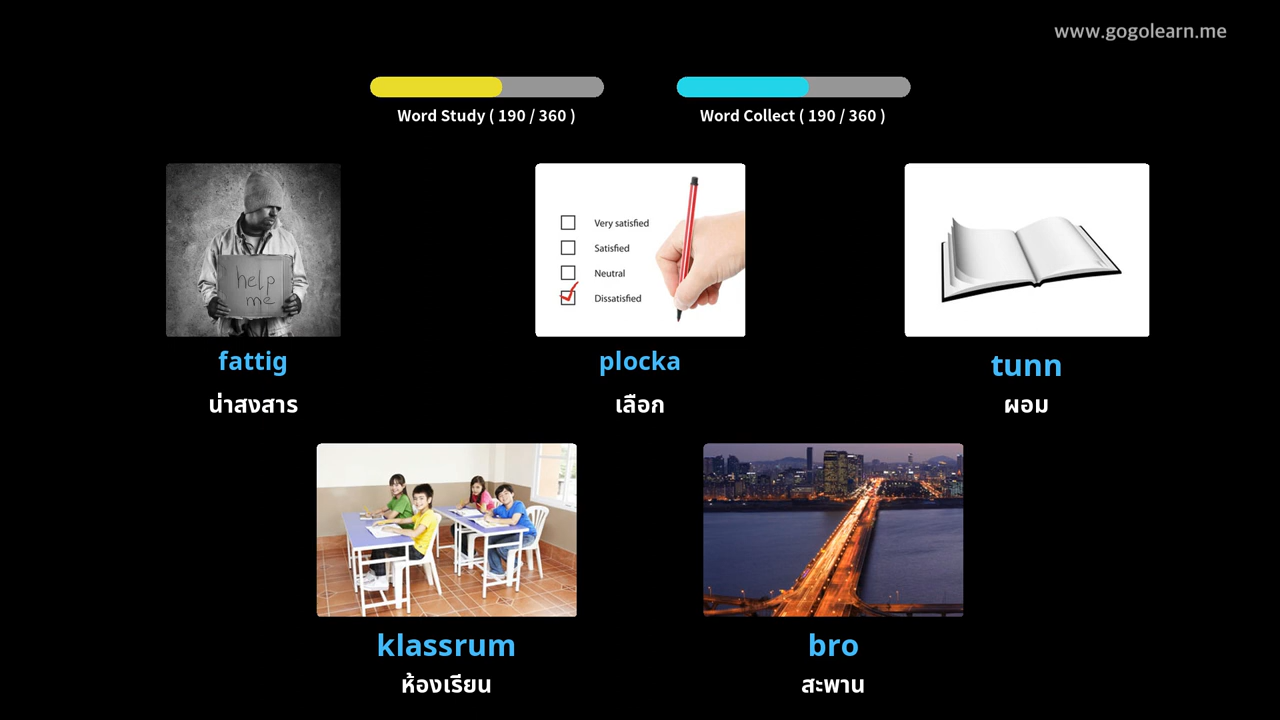 www.gogolearn.me
Word Study ( 190 / 360 )
Word Collect ( 190 / 360 )
help
me
Very satisfied
Satisfied
Neutral
Dissatisfied
fattig
plocka
tunn
น่าสงสาร
เลือก
ผอม
klassrum
bro
ห้องเรียน
สะพาน